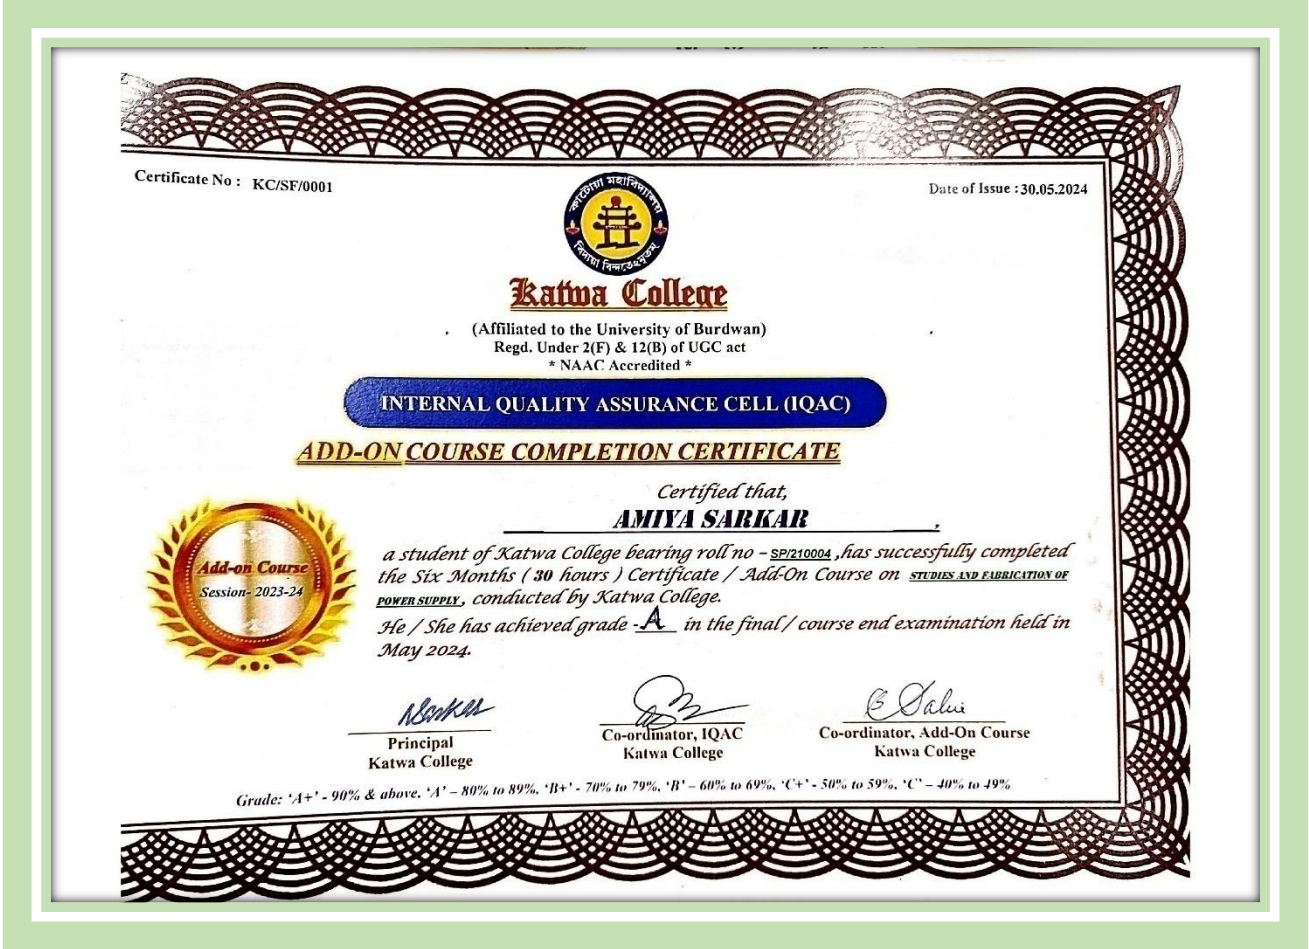 Certificate No : KC/SF/0001
Date of Issue : 30.05.2024
কাটোয়া মহাবিদ্যালয়
বিদ্যয়া বিন্দতেঽমৃতম্
Katwa College
(Affiliated to the University of Burdwan)
Regd. Under 2(F) & 12(B) of UGC act
* NAAC Accredited *
INTERNAL QUALITY ASSURANCE CELL (IQAC)
ADD-ON COURSE COMPLETION CERTIFICATE
Certified that,
AMIYA SARKAR ,
a student of Katwa College bearing roll no – SP/210004 , has successfully completed
the Six Months ( 30 hours ) Certificate / Add-On Course on STUDIES AND FABRICATION OF
POWER SUPPLY, conducted by Katwa College.
He / She has achieved grade - A in the final / course end examination held in
May 2024.
Add-on Course
Session- 2023-24
Principal
Katwa College
Co-ordinator, IQAC
Katwa College
Co-ordinator, Add-On Course
Katwa College
Grade: ‘A+’ - 90% & above. ‘A’ – 80% to 89%, ‘B+’ - 70% to 79%, ‘B’ – 60% to 69%, ‘C+’ - 50% to 59%, ‘C’ – 40% to 49%